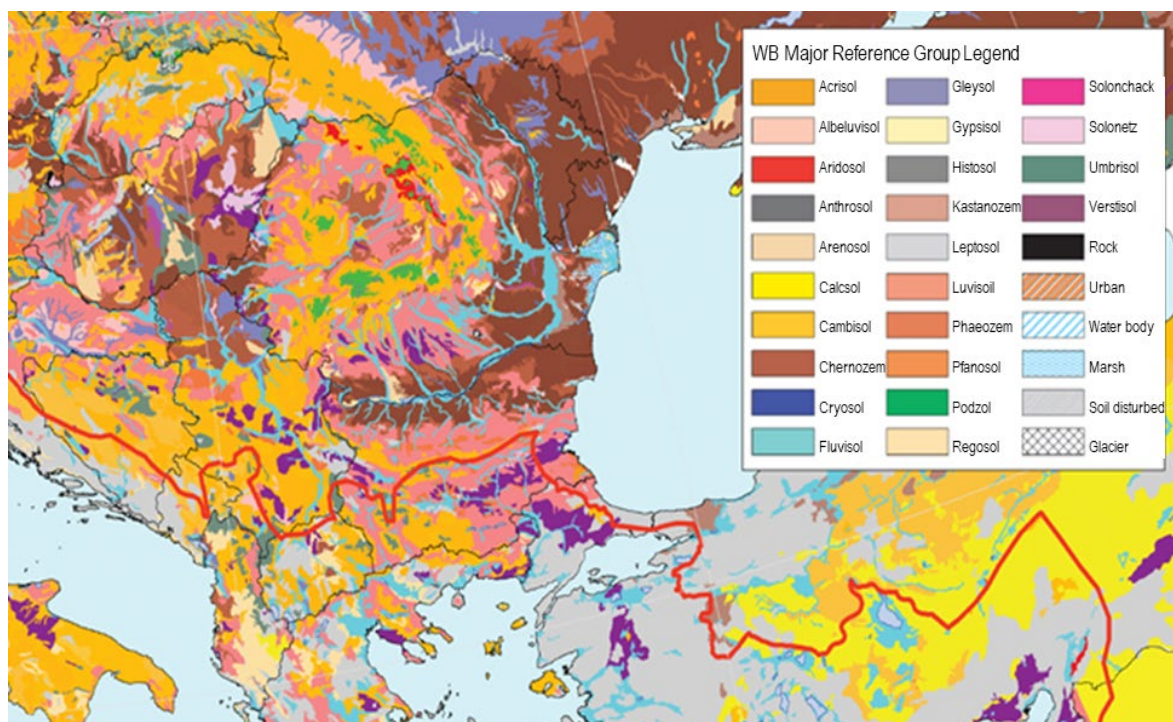 WB Major Reference Group Legend
Acrisol
Albeluvisol
Aridosol
Anthrosol
Arenosol
Calcsol
Cambisol
Chernozem
Cryosol
Fluvisol
Gleysol
Gypsisol
Histosol
Kastanozem
Leptosol
Luvisoil
Phaeozem
Pfanosol
Podzol
Regosol
Solonchack
Solonetz
Umbrisol
Verstisol
Rock
Urban
Water body
Marsh
Soil disturbed
Glacier